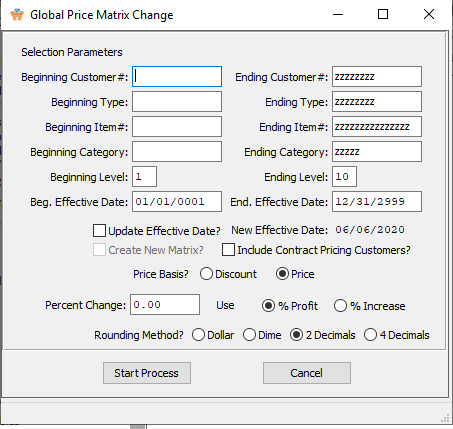 Global Price Matrix Change
Selection Parameters
Beginning Customer#: Ending Customer#: zzzzzzzz
Beginning Type: Ending Type: zzzzzzzz
Beginning Item#: Ending Item#: zzzzzzzzzzzzzzz
Beginning Category: Ending Category: zzzzz
Beginning Level: 1 Ending Level: 10
Beg. Effective Date: 01/01/0001 End. Effective Date: 12/31/2999
Update Effective Date? New Effective Date: 06/06/2020
Create New Matrix? Include Contract Pricing Customers?
Price Basis? Discount Price
Percent Change: 0.00 Use % Profit % Increase
Rounding Method? Dollar Dime 2 Decimals 4 Decimals
Start Process Cancel